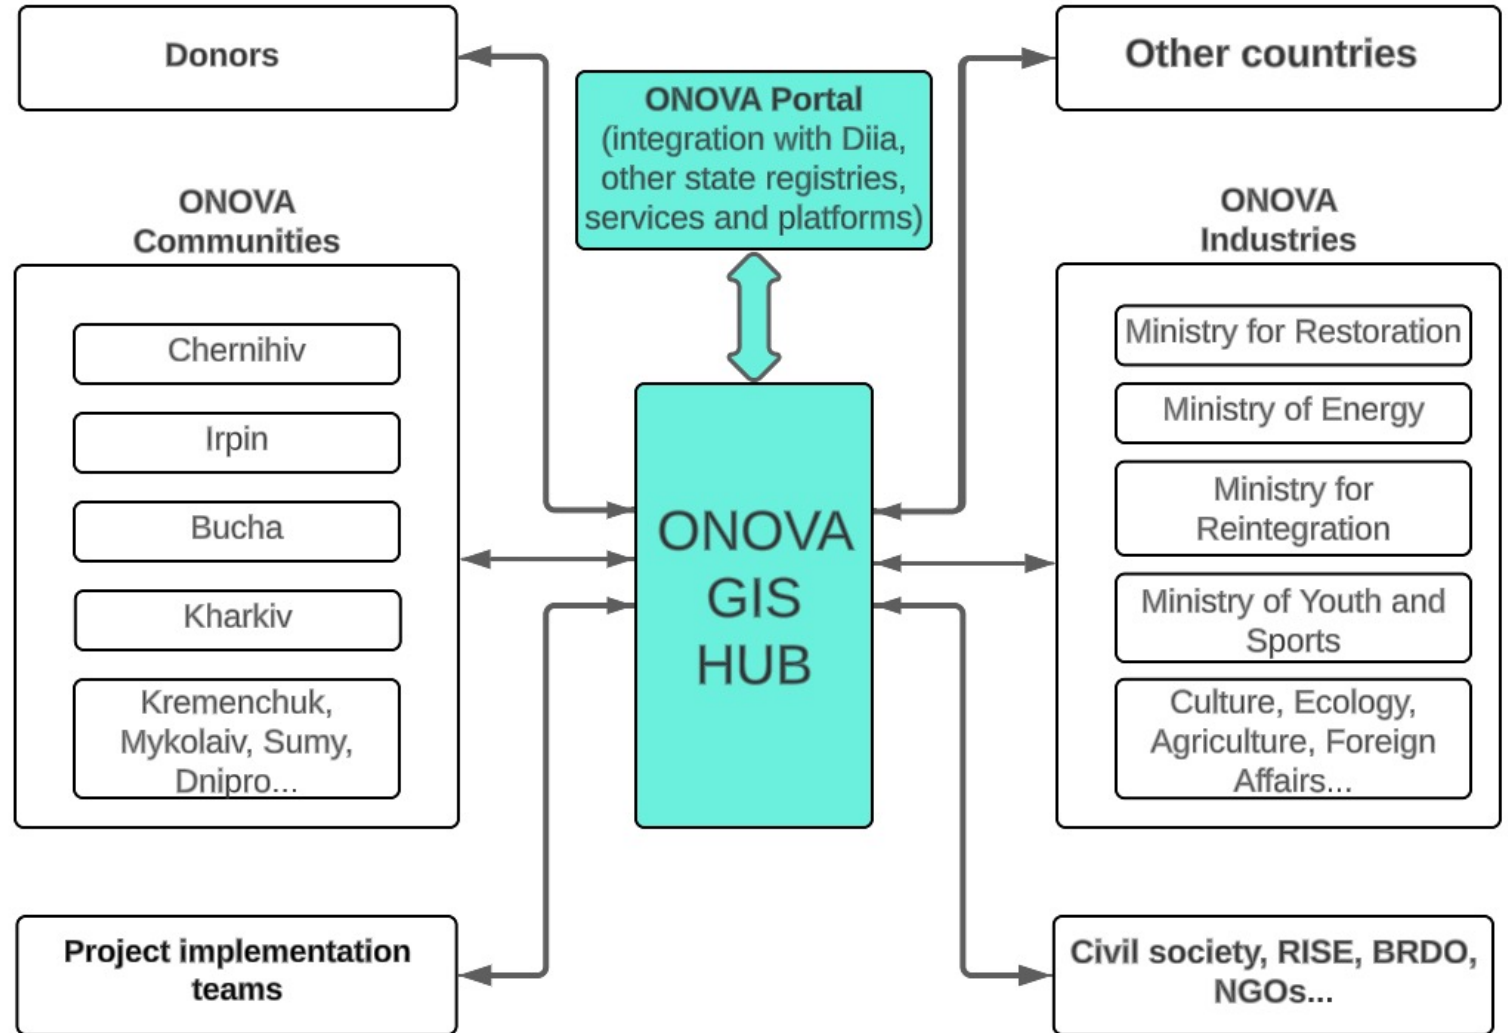 Donors
Other countries
ONOVA Portal
(integration with Diia,
other state registries,
services and platforms)
ONOVA
Communities
Chernihiv
Irpin
Bucha
Kharkiv
Kremenchuk,
Mykolaiv, Sumy,
Dnipro...
ONOVA
GIS
HUB
ONOVA
Industries
Ministry for Restoration
Ministry of Energy
Ministry for
Reintegration
Ministry of Youth and
Sports
Culture, Ecology,
Agriculture, Foreign
Affairs...
Project implementation
teams
Civil society, RISE, BRDO,
NGOs...